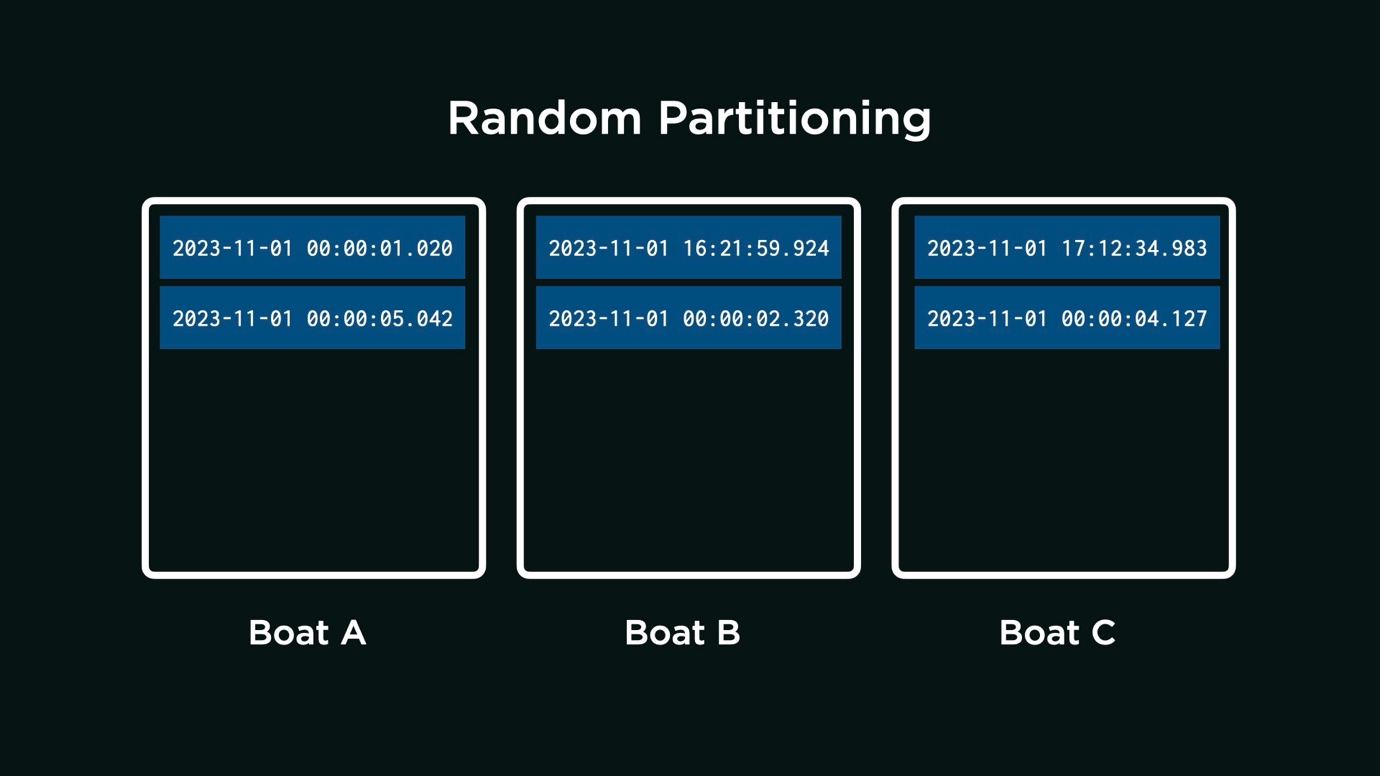 Random Partitioning
2023-11-01 00:00:01.020
2023-11-01 00:00:05.042
Boat A
2023-11-01 16:21:59.924
2023-11-01 00:00:02.320
Boat B
2023-11-01 17:12:34.983
2023-11-01 00:00:04.127
Boat C